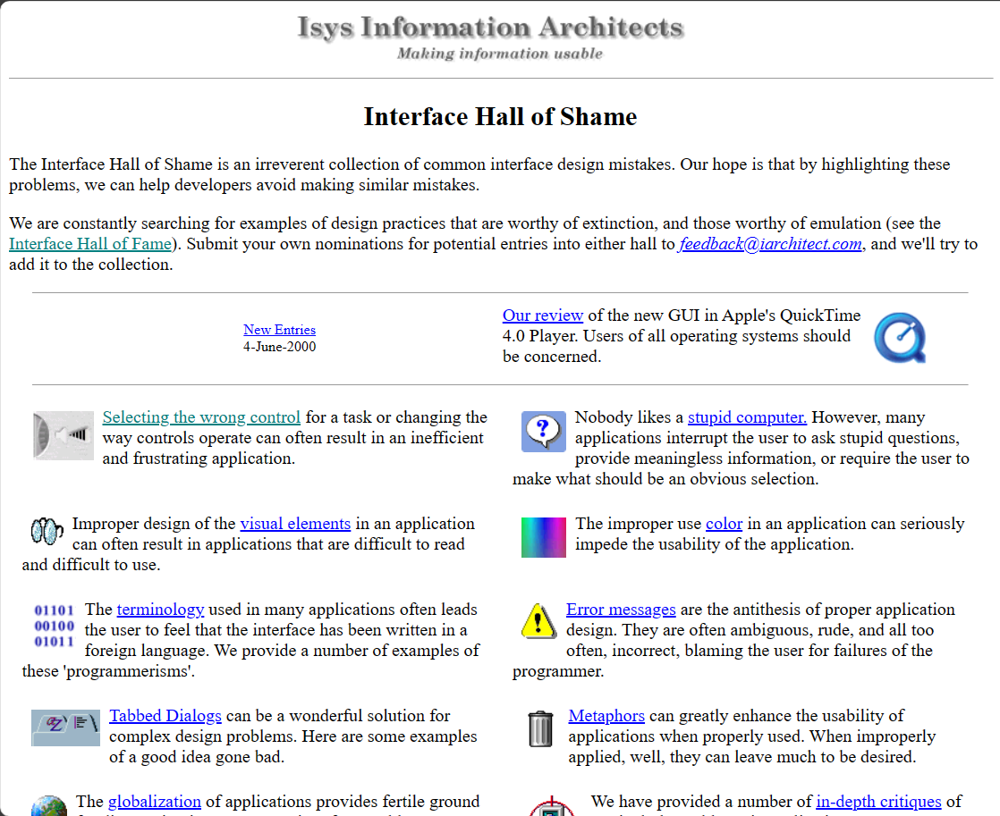 Isys Information Architects
Making information usable
Interface Hall of Shame
The Interface Hall of Shame is an irreverent collection of common interface design mistakes. Our hope is that by highlighting these
problems, we can help developers avoid making similar mistakes.
We are constantly searching for examples of design practices that are worthy of extinction, and those worthy of emulation (see the
Interface Hall of Fame). Submit your own nominations for potential entries into either hall to feedback@iarchitect.com, and we'll try to
add it to the collection.
New Entries
4-June-2000
Our review of the new GUI in Apple's QuickTime
4.0 Player. Users of all operating systems should
be concerned.
Selecting the wrong control for a task or changing the
way controls operate can often result in an inefficient
and frustrating application.
Nobody likes a stupid computer. However, many
applications interrupt the user to ask stupid questions,
provide meaningless information, or require the user to
make what should be an obvious selection.
Improper design of the visual elements in an application
can often result in applications that are difficult to read
and difficult to use.
The improper use color in an application can seriously
impede the usability of the application.
01101
00100
01011
The terminology used in many applications often leads
the user to feel that the interface has been written in a
foreign language. We provide a number of examples of
these 'programmerisms'.
Error messages are the antithesis of proper application
design. They are often ambiguous, rude, and all too
often, incorrect, blaming the user for failures of the
programmer.
Tabbed Dialogs can be a wonderful solution for
complex design problems. Here are some examples
of a good idea gone bad.
Metaphors can greatly enhance the usability of
applications when properly used. When improperly
applied, well, they can leave much to be desired.
The globalization of applications provides fertile ground
We have provided a number of in-depth critiques of